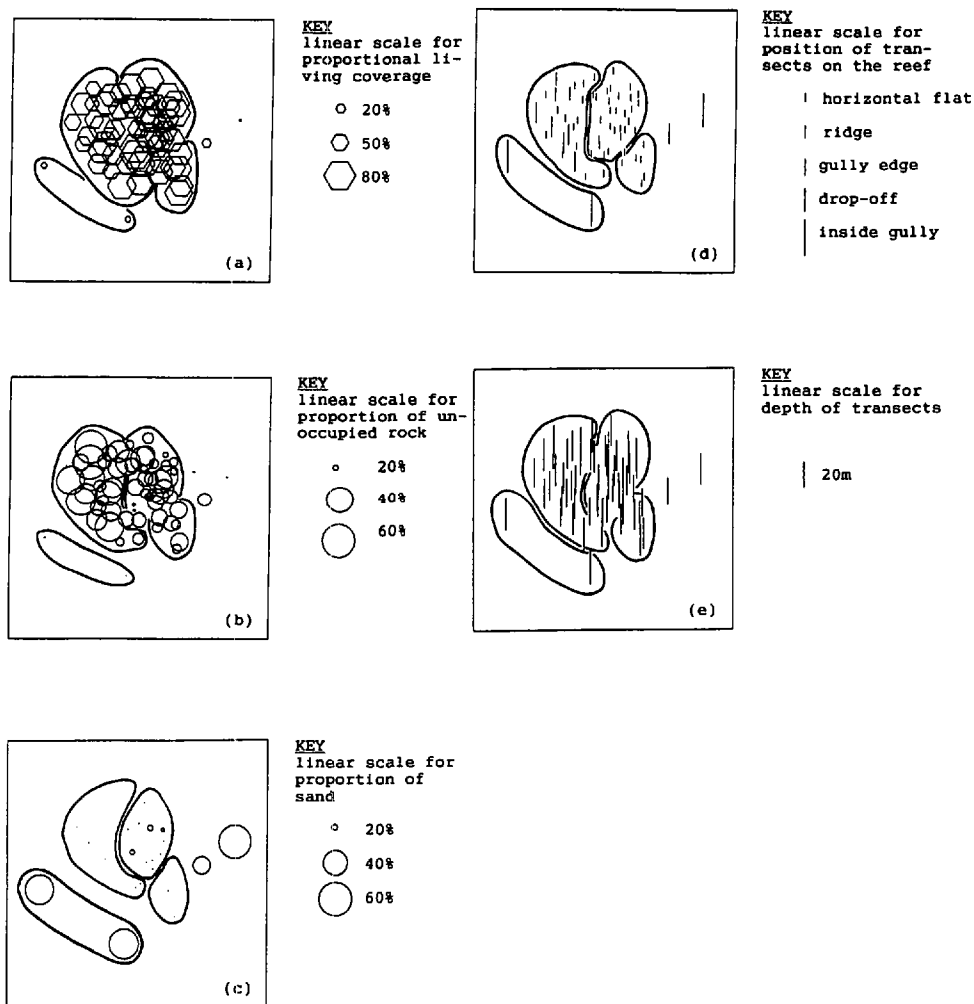 KEY
linear scale for
proportional li-
ving coverage
20%
50%
80%
(a)
KEY
linear scale for
position of tran-
sects on the reef
horizontal flat
ridge
gully edge
drop-off
inside gully
(d)
KEY
linear scale for
proportion of un-
occupied rock
20%
40%
60%
(b)
KEY
linear scale for
depth of transects
20m
(e)
KEY
linear scale for
proportion of
sand
20%
40%
60%
(c)